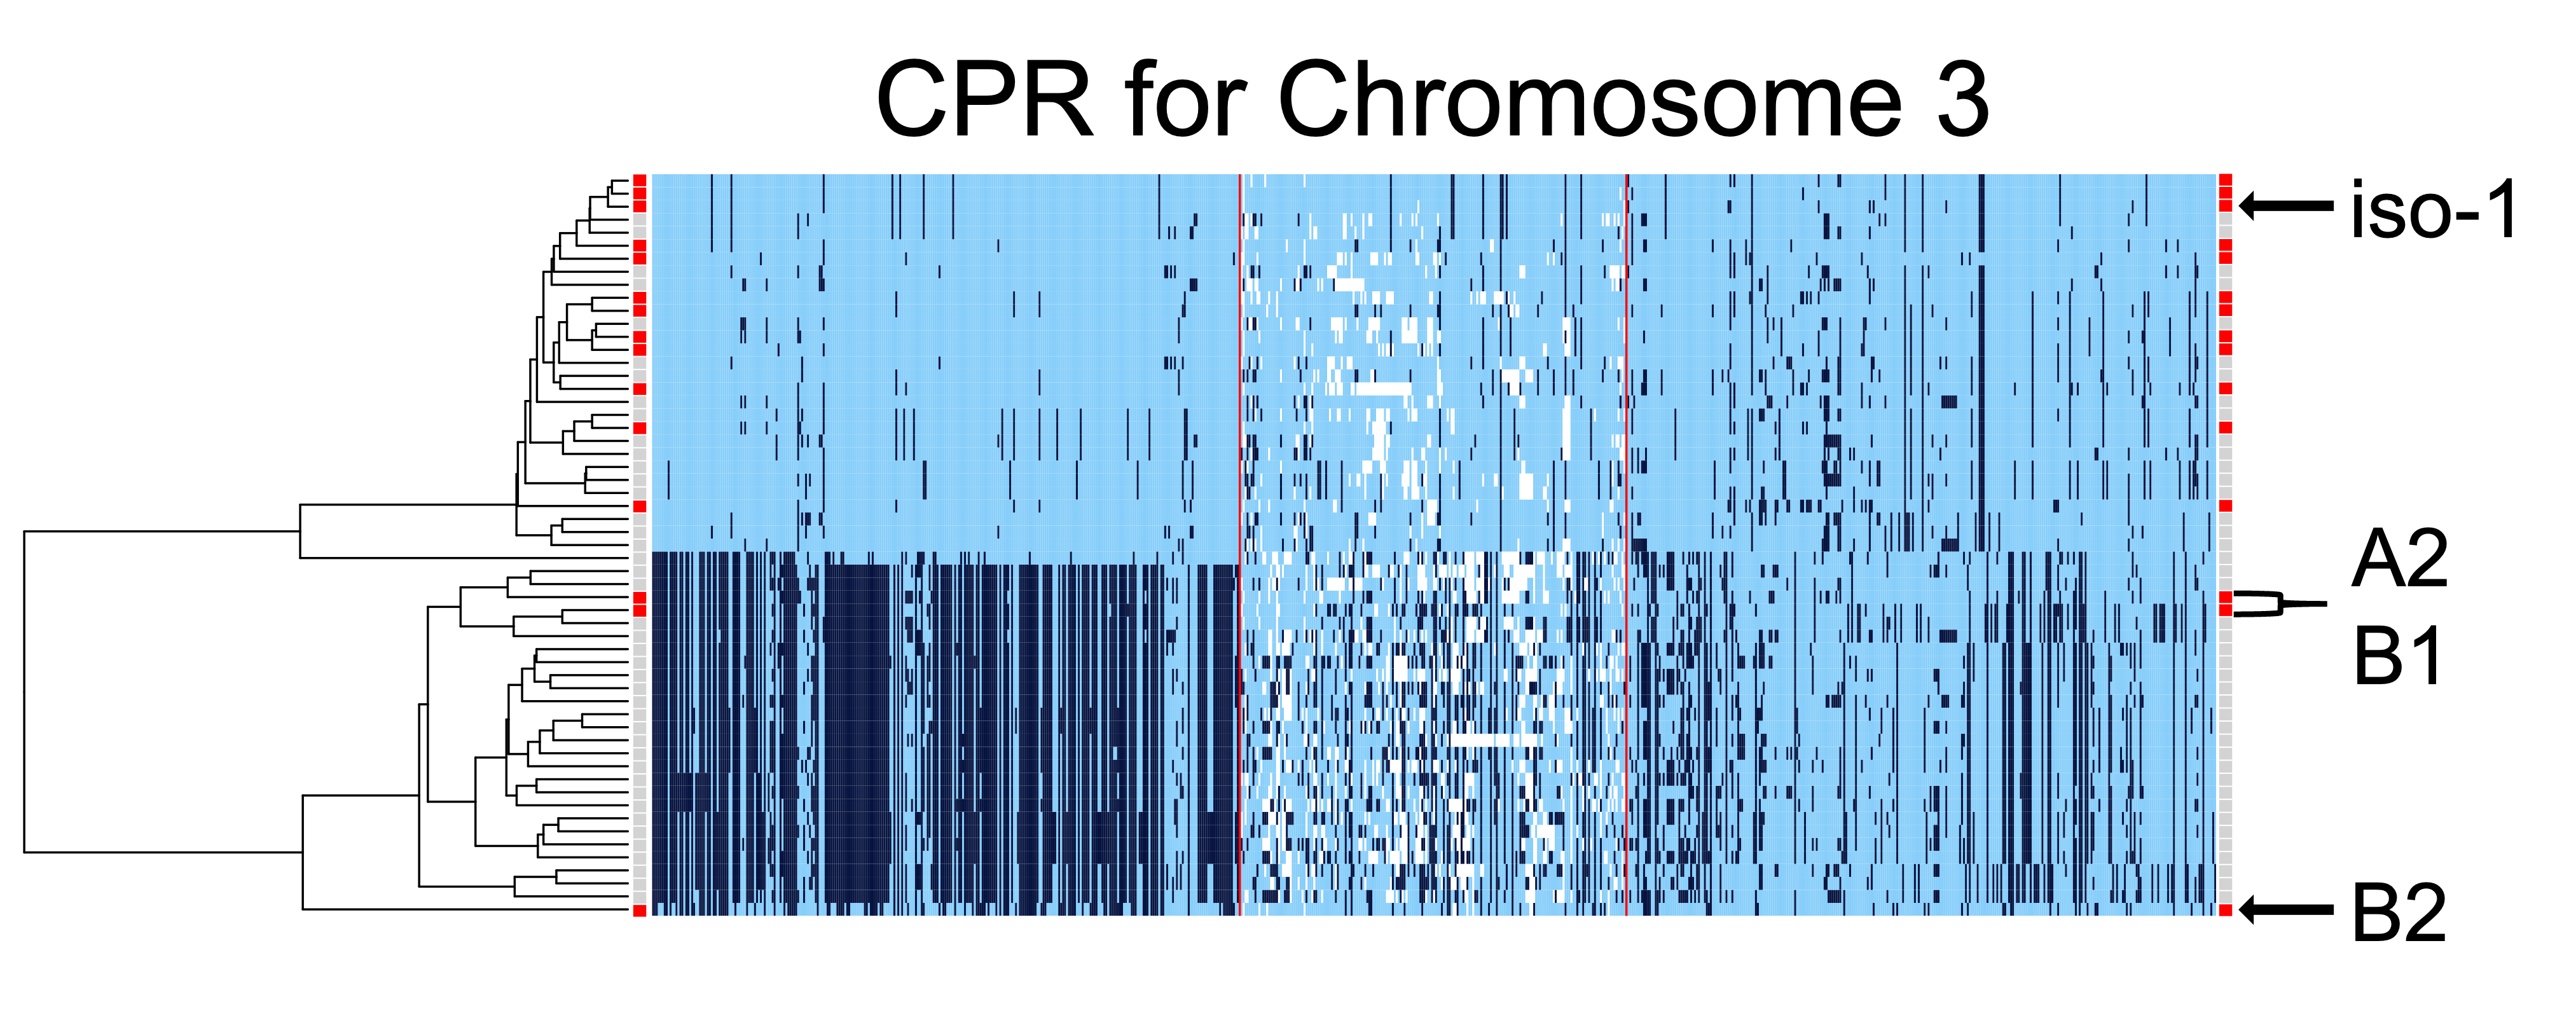 CPR for Chromosome 3
iso-1
A2
B1
B2